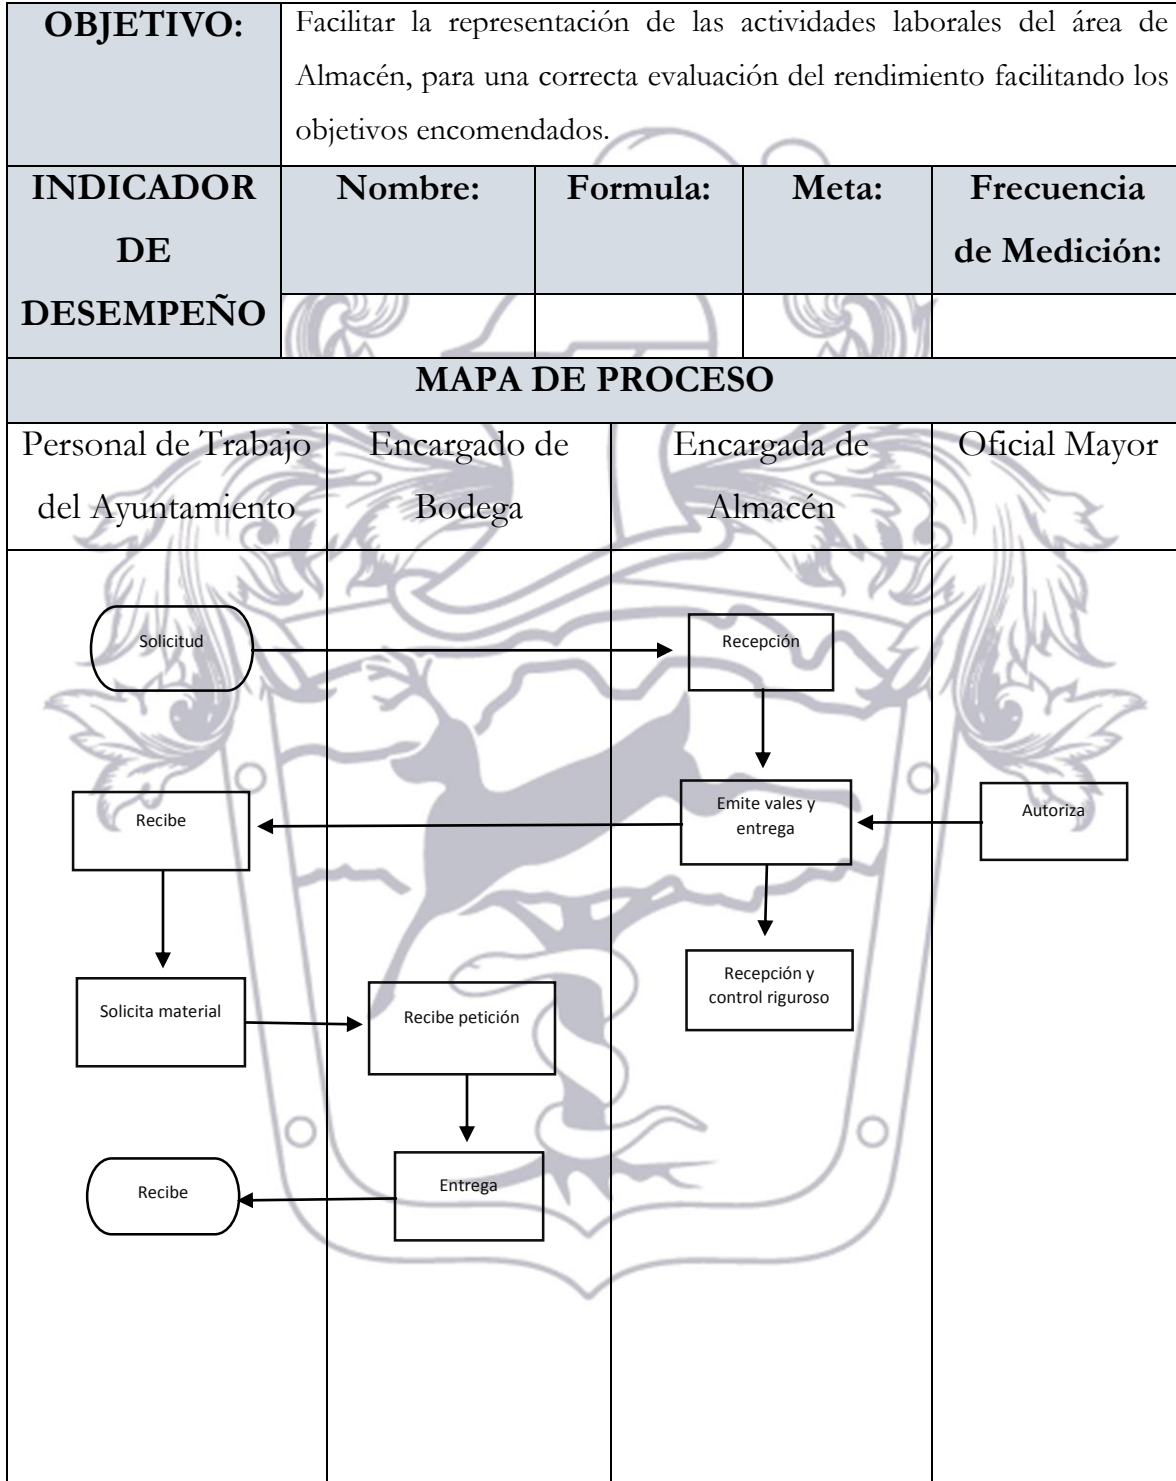 OBJETIVO:
Facilitar la representación de las actividades laborales del área de
Almacén, para una correcta evaluación del rendimiento facilitando los
objetivos encomendados.
INDICADOR
DE
DESEMPEÑO
Nombre:
Formula:
Meta:
Frecuencia
de Medición:
MAPA DE PROCESO
Personal de Trabajo
del Ayuntamiento
Encargado de
Bodega
Encargada de
Almacén
Oficial Mayor
Solicitud
Recepción
Recibe
Emite vales y
entrega
Autoriza
Solicita material
Recibe petición
Recepción y
control riguroso
Recibe
Entrega